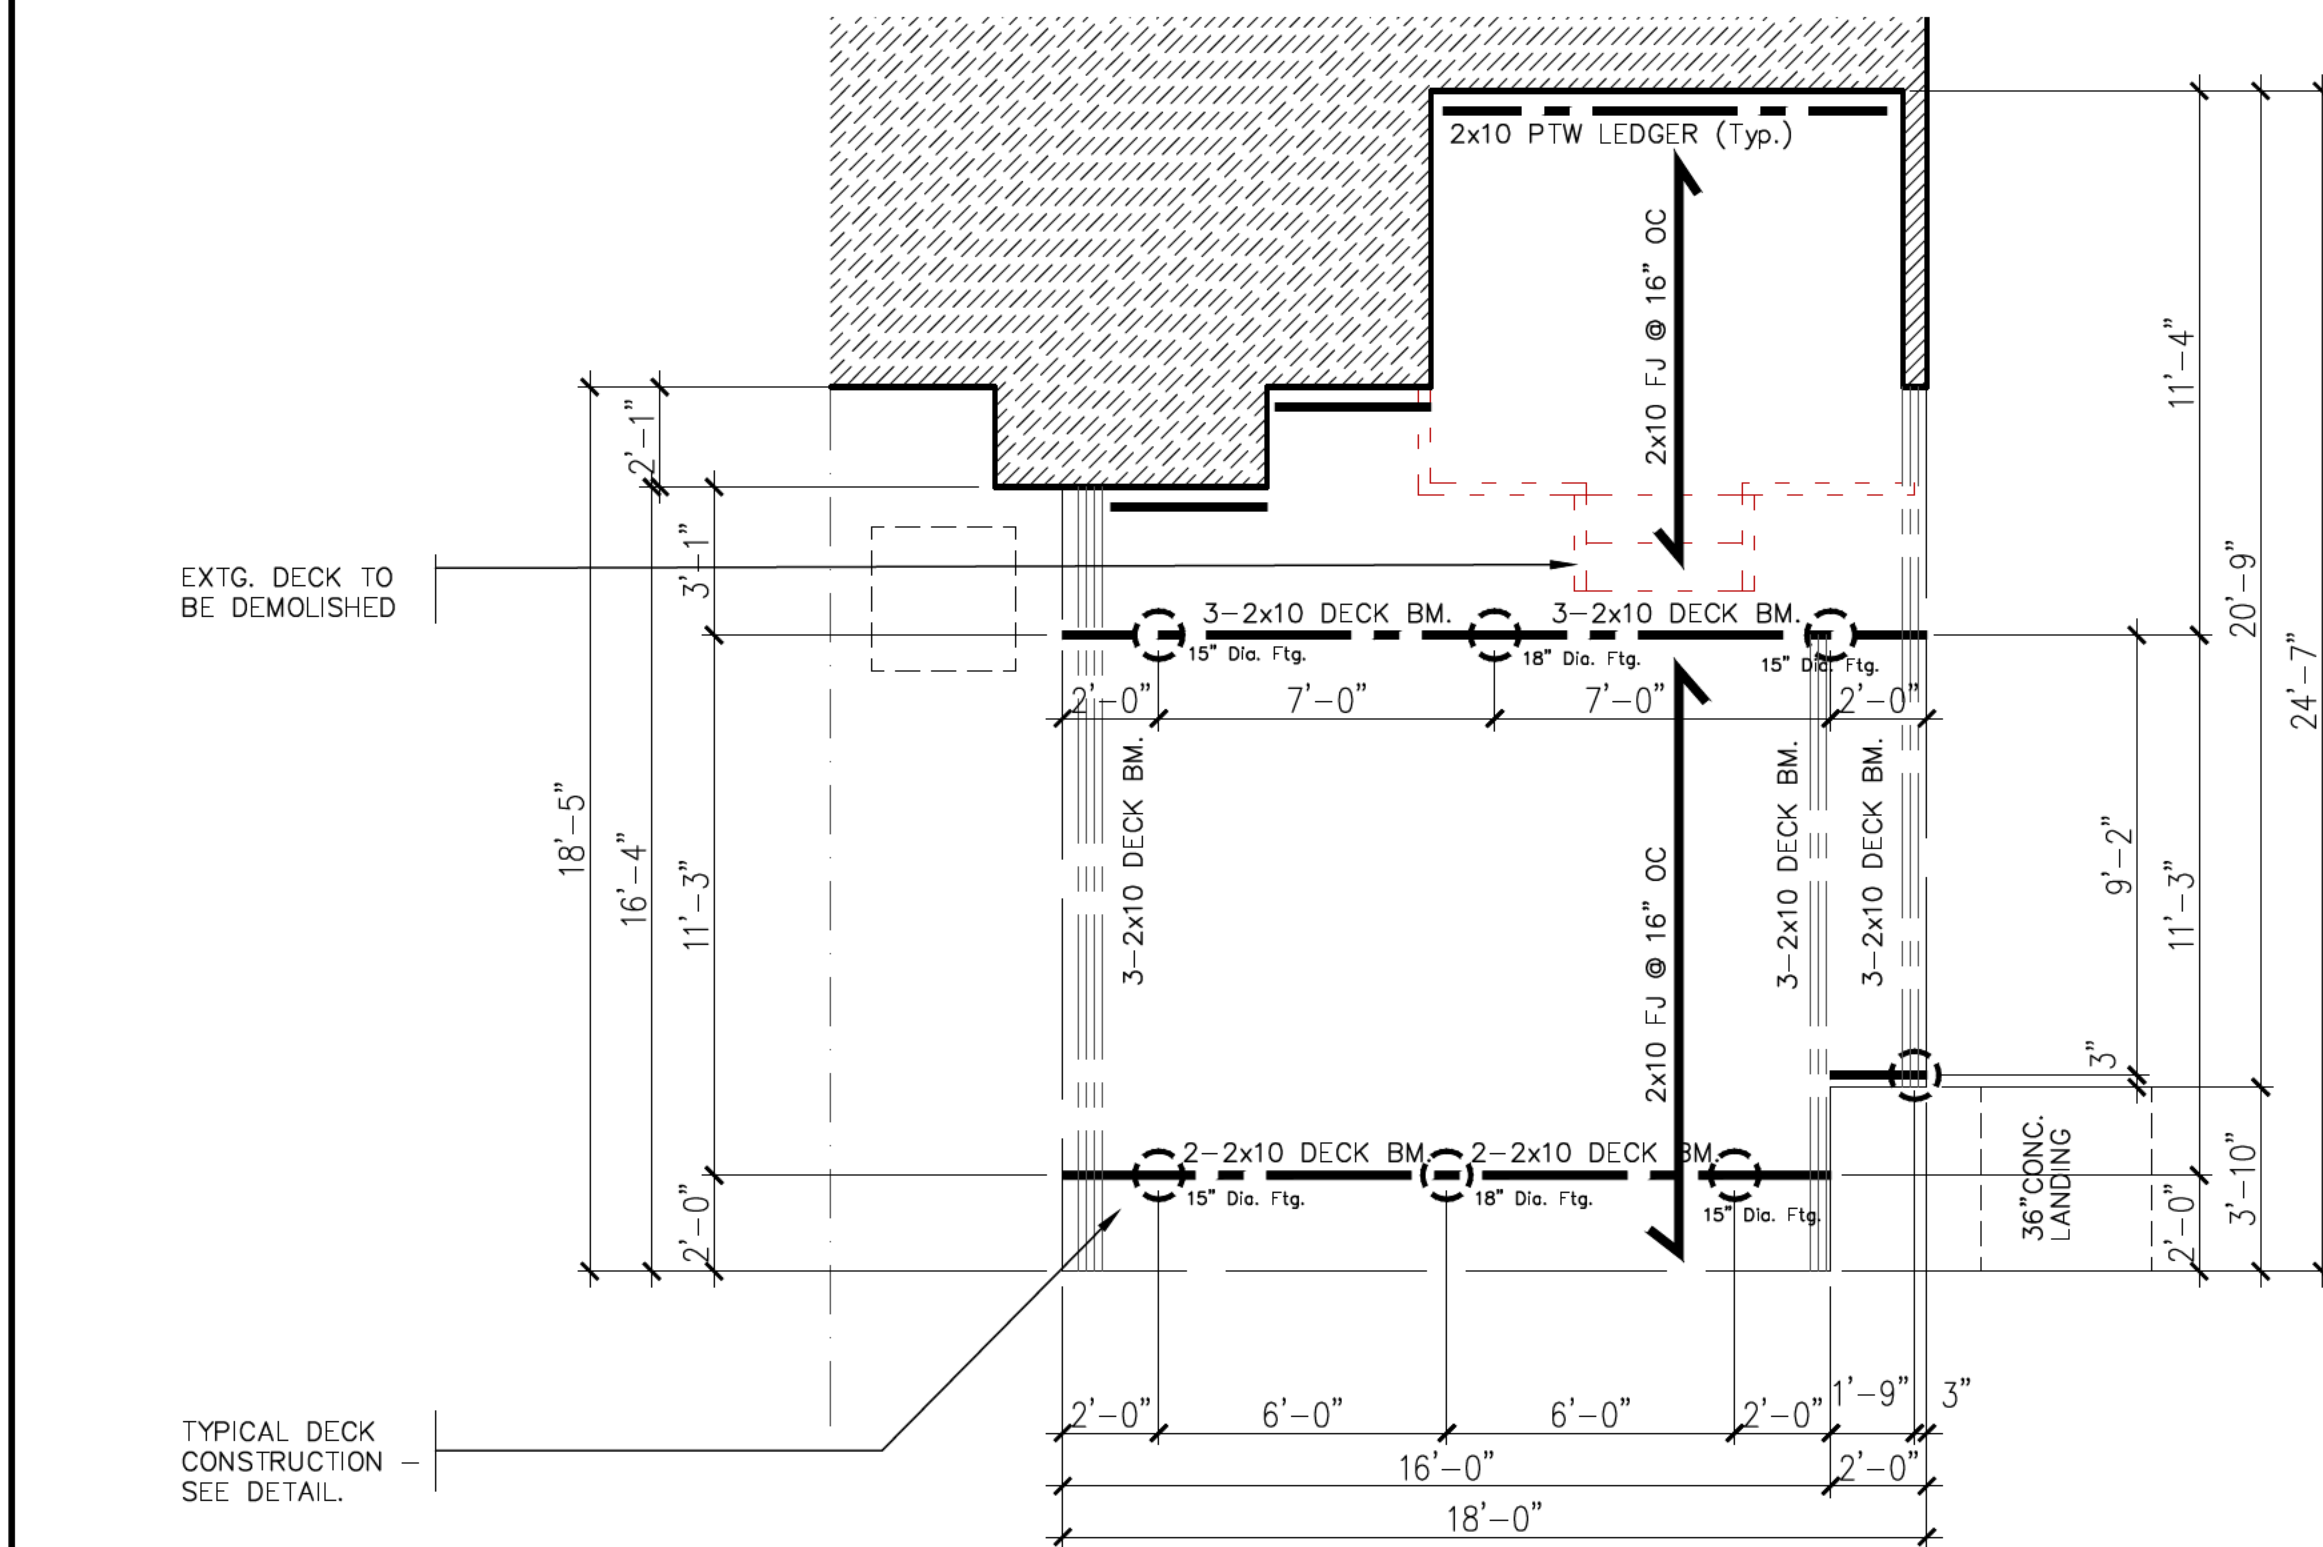 2x10 PTW LEDGER (Typ.)
2x10 FJ @ 16" OC
11'-4"
20'-9"
24'-7"
2'-1"
3'-1"
EXTG. DECK TO
BE DEMOLISHED
3-2x10 DECK BM.
3-2x10 DECK BM.
15" Dia. Ftg.
18" Dia. Ftg.
15" Dia. Ftg.
2'-0"
7'-0"
7'-0"
2'-0"
18'-5"
16'-4"
11'-3"
3-2x10 DECK BM.
2x10 FJ @ 16" OC
3-2x10 DECK BM.
3-2x10 DECK BM.
9'-2"
11'-3"
3"
2-2x10 DECK BM.
2-2x10 DECK BM.
15" Dia. Ftg.
18" Dia. Ftg.
15" Dia. Ftg.
36"CONC.
LANDING
2'-0"
2'-0"
3'-10"
TYPICAL DECK
CONSTRUCTION -
SEE DETAIL.
2'-0"
6'-0"
6'-0"
2'-0"
1'-9"
3"
16'-0"
2'-0"
18'-0"